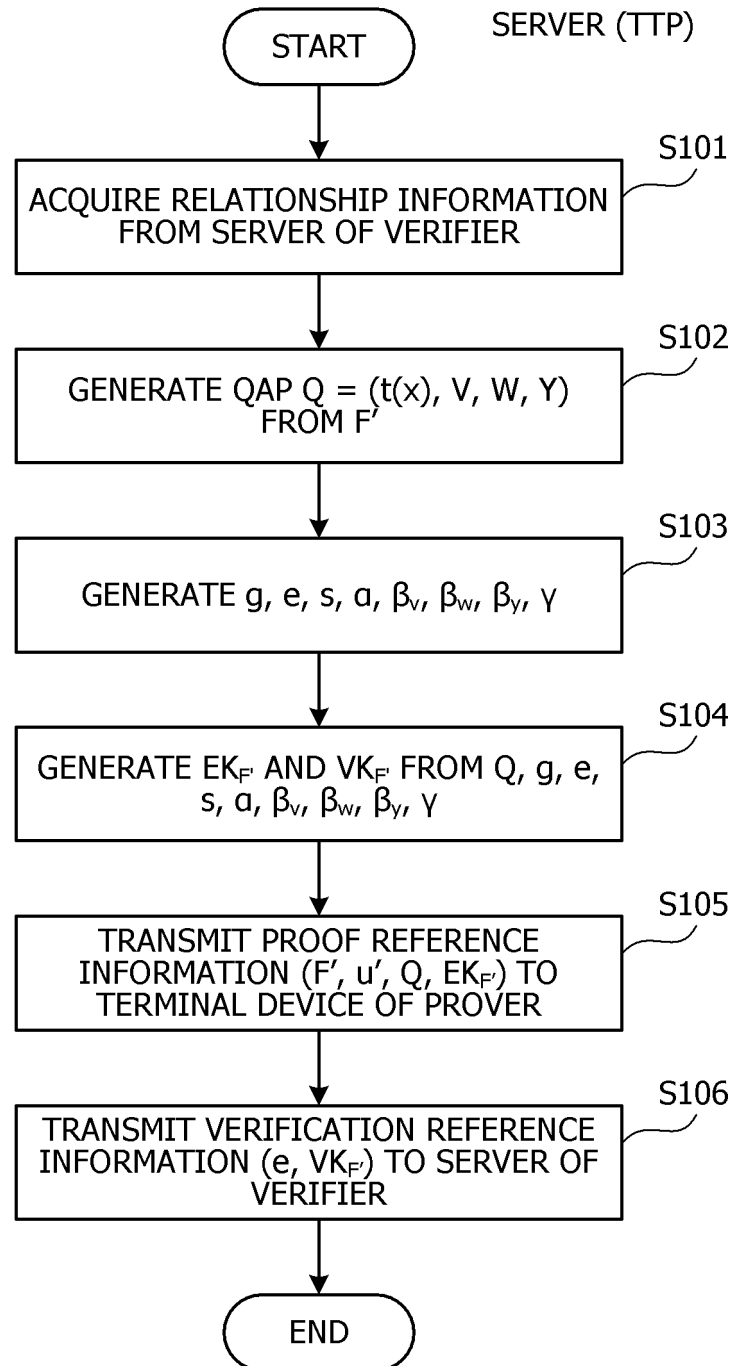 SERVER (TTP)
START
S101
ACQUIRE RELATIONSHIP INFORMATION
FROM SERVER OF VERIFIER
S102
GENERATE QAP Q = (t(x), V, W, Y)
FROM F′
S103
GENERATE g, e, s, α, βv, βw, βy, γ
S104
GENERATE EKF′ AND VKF′ FROM Q, g, e,
s, α, βv, βw, βy, γ
S105
TRANSMIT PROOF REFERENCE
INFORMATION (F′, u′, Q, EKF′) TO
TERMINAL DEVICE OF PROVER
S106
TRANSMIT VERIFICATION REFERENCE
INFORMATION (e, VKF′) TO SERVER OF
VERIFIER
END